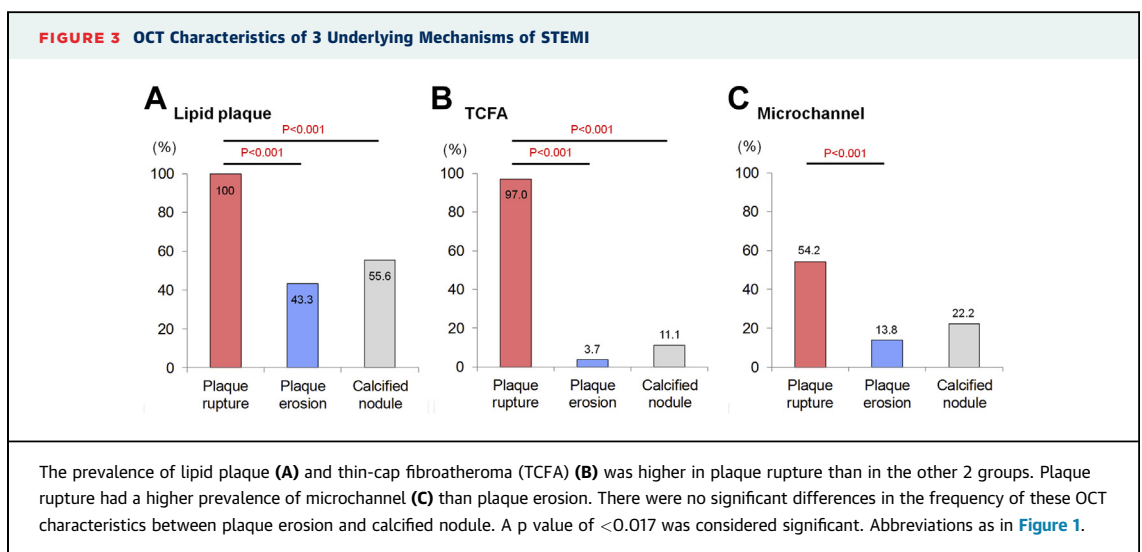 FIGURE 3 OCT Characteristics of 3 Underlying Mechanisms of STEMI
A Lipid plaque
P<0.001
P<0.001
(%)
100
80
60
40
20
0
100
43.3
55.6
Plaque rupture
Plaque erosion
Calcified nodule
B TCFA
P<0.001
P<0.001
(%)
100
80
60
40
20
0
97.0
3.7
11.1
Plaque rupture
Plaque erosion
Calcified nodule
C Microchannel
P<0.001
(%)
100
80
60
40
20
0
54.2
13.8
22.2
Plaque rupture
Plaque erosion
Calcified nodule
The prevalence of lipid plaque (A) and thin-cap fibroatheroma (TCFA) (B) was higher in plaque rupture than in the other 2 groups. Plaque
rupture had a higher prevalence of microchannel (C) than plaque erosion. There were no significant differences in the frequency of these OCT
characteristics between plaque erosion and calcified nodule. A p value of <0.017 was considered significant. Abbreviations as in Figure 1.